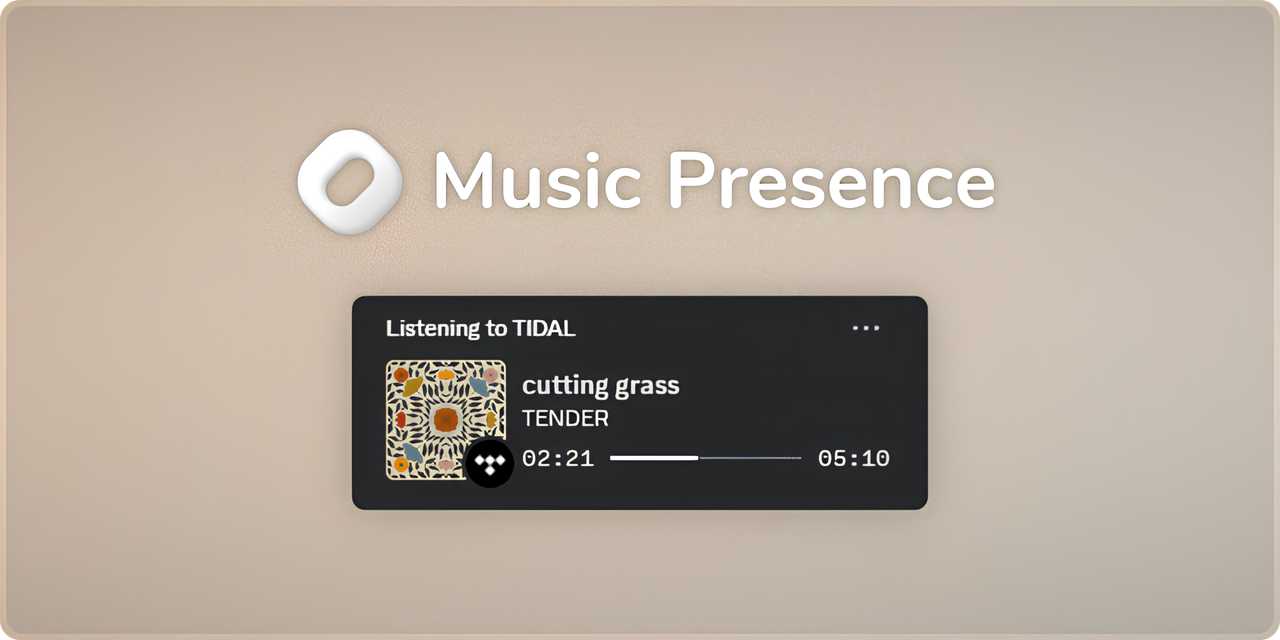 Music Presence
Listening to TIDAL
cutting grass
TENDER
02:21 05:10